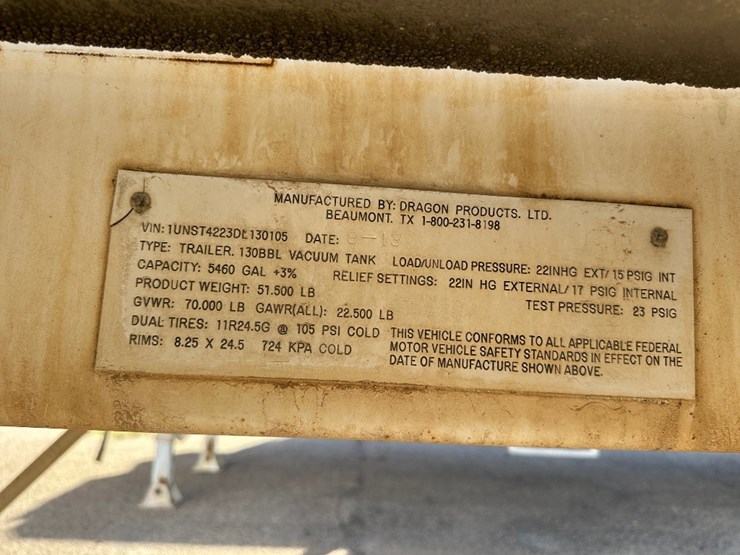 MANUFACTURED BY: DRAGON PRODUCTS. LTD.
BEAUMONT. TX 1-800-231-8198
VIN: 1UNST4223DL130105 DATE:
TYPE: TRAILER. 130BBL VACUUM TANK LOAD/UNLOAD PRESSURE: 22INHG EXT/ 15 PSIG INT
CAPACITY: 5460 GAL +3% RELIEF SETTINGS: 22IN HG EXTERNAL/ 17 PSIG INTERNAL
PRODUCT WEIGHT: 51.500 LB TEST PRESSURE: 23 PSIG
GVWR: 70.000 LB GAWR(ALL): 22.500 LB
DUAL TIRES: 11R24.5G @ 105 PSI COLD THIS VEHICLE CONFORMS TO ALL APPLICABLE FEDERAL
RIMS: 8.25 X 24.5 724 KPA COLD MOTOR VEHICLE SAFETY STANDARDS IN EFFECT ON THE
DATE OF MANUFACTURE SHOWN ABOVE.